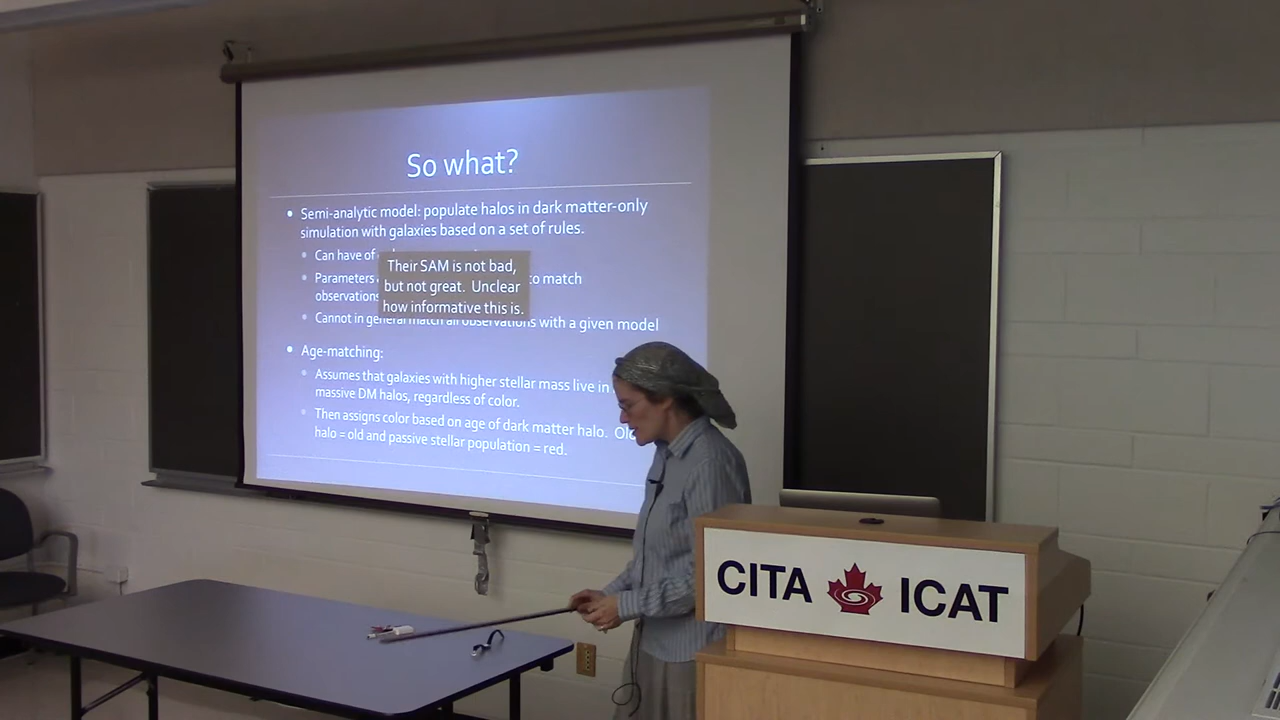 So what?
• Semi-analytic model: populate halos in dark matter-only
simulation with galaxies based on a set of rules.
• Can have
• Parameters to match
observations
• Cannot in general match all observations with a given model
Their SAM is not bad,
but not great. Unclear
how informative this is.
• Age-matching:
• Assumes that galaxies with higher stellar mass live in
massive DM halos, regardless of color.
• Then assigns color based on age of dark matter halo.
halo = old and passive stellar population = red.
CITA ICAT